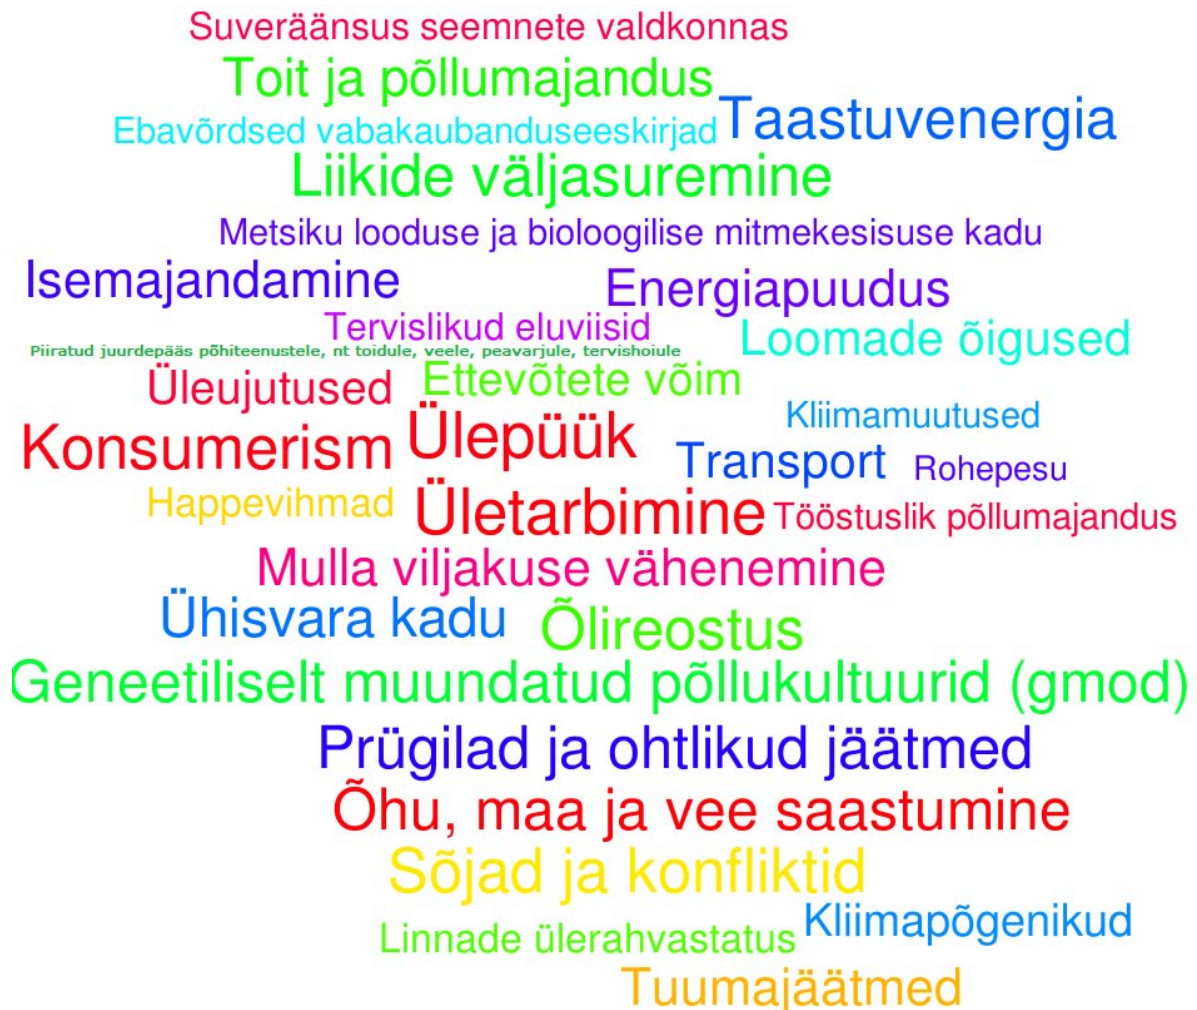 Suveräänsus seemnete valdkonnas
Toit ja põllumajandus
Taastuvenergia
Ebavõrdsed vabakaubanduseeskirjad
Liikide väljasuremine
Metsiku looduse ja bioloogilise mitmekesisuse kadu
Isemajandamine
Energiapuudus
Tervislikud eluviisid
Loomade õigused
Piiratud juurdepääs põhiteenustele, nt toidule, veele, peavarjule, tervishoiule
Üleujutused
Ettevõtete võim
Kliimamuutused
Konsumerism
Ülepüük
Transport
Rohepesu
Happevihmad
Ületarbimine
Tööstuslik põllumajandus
Mulla viljakuse vähenemine
Ühisvara kadu
Õlireostus
Geneetiliselt muundatud põllukultuurid (gmod)
Prügilad ja ohtlikud jäätmed
Õhu, maa ja vee saastumine
Sõjad ja konfliktid
Kliimapõgenikud
Linnade ülerahvastatus
Tuumajäätmed